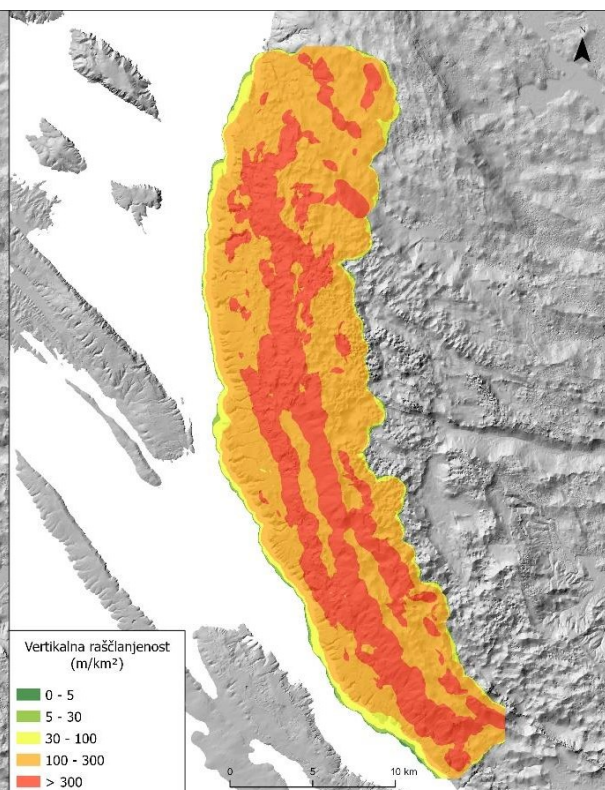 N
Vertikalna raščlanjenost
(m/km²)
0 - 5
5 - 30
30 - 100
100 - 300
> 300
0 5 10 km